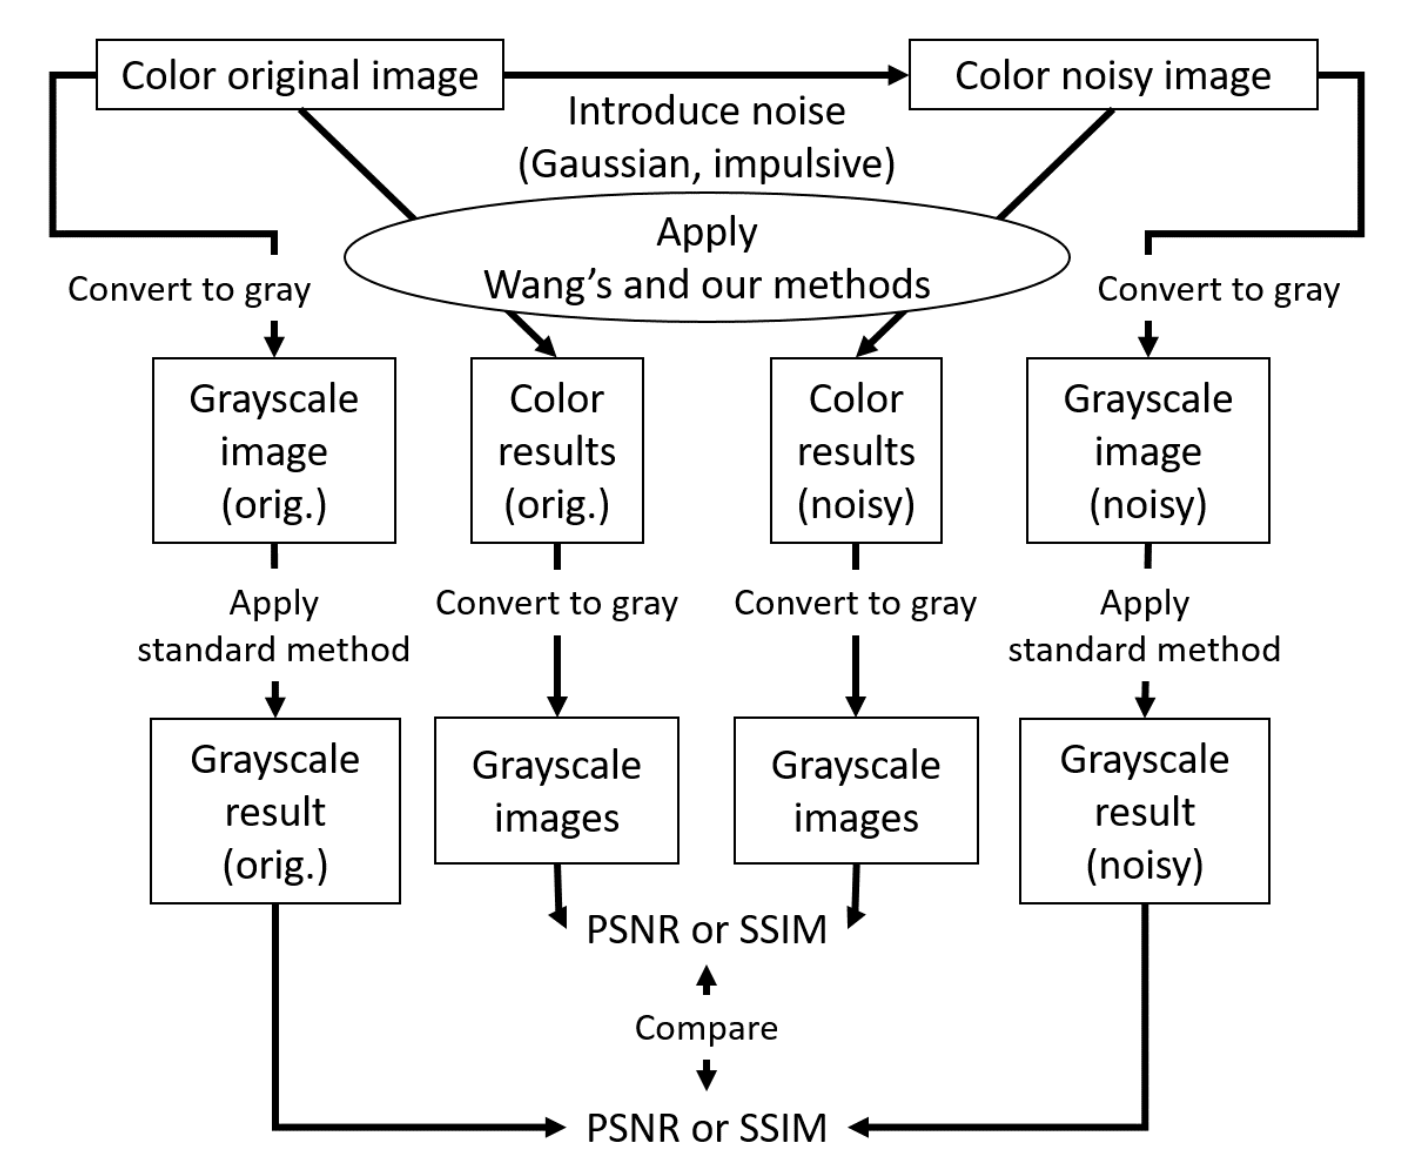 Color original image
Color noisy image
Introduce noise
(Gaussian, impulsive)
Apply
Wang’s and our methods
Convert to gray
Convert to gray
Grayscale
image
(orig.)
Color
results
(orig.)
Color
results
(noisy)
Grayscale
image
(noisy)
Apply
standard method
Convert to gray
Convert to gray
Apply
standard method
Grayscale
result
(orig.)
Grayscale
images
Grayscale
images
Grayscale
result
(noisy)
PSNR or SSIM
Compare
PSNR or SSIM